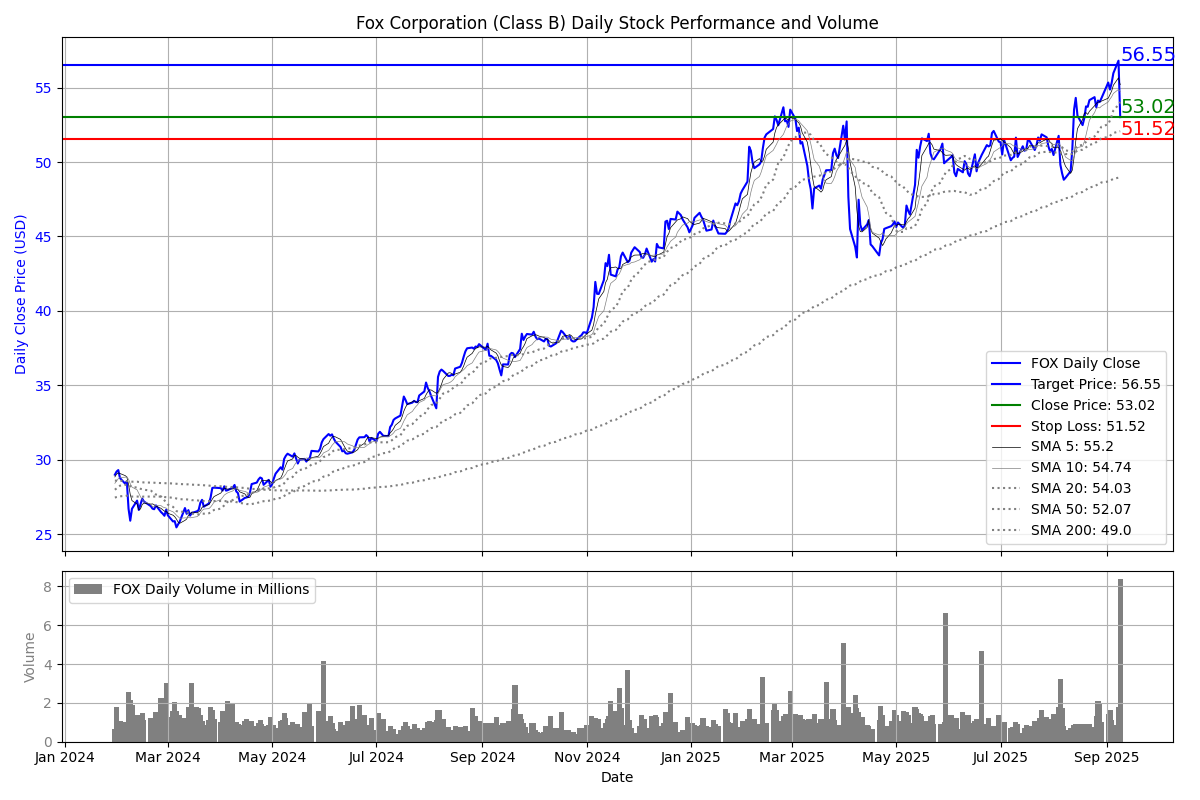 Fox Corporation (Class B) Daily Stock Performance and Volume
Daily Close Price (USD)
55
50
45
40
35
30
25
56.55
53.02
51.52
FOX Daily Close
Target Price: 56.55
Close Price: 53.02
Stop Loss: 51.52
SMA 5: 55.2
SMA 10: 54.74
SMA 20: 54.03
SMA 50: 52.07
SMA 200: 49.0
Volume
8
6
4
2
0
FOX Daily Volume in Millions
Jan 2024 Mar 2024 May 2024 Jul 2024 Sep 2024 Nov 2024 Jan 2025 Mar 2025 May 2025 Jul 2025 Sep 2025
Date